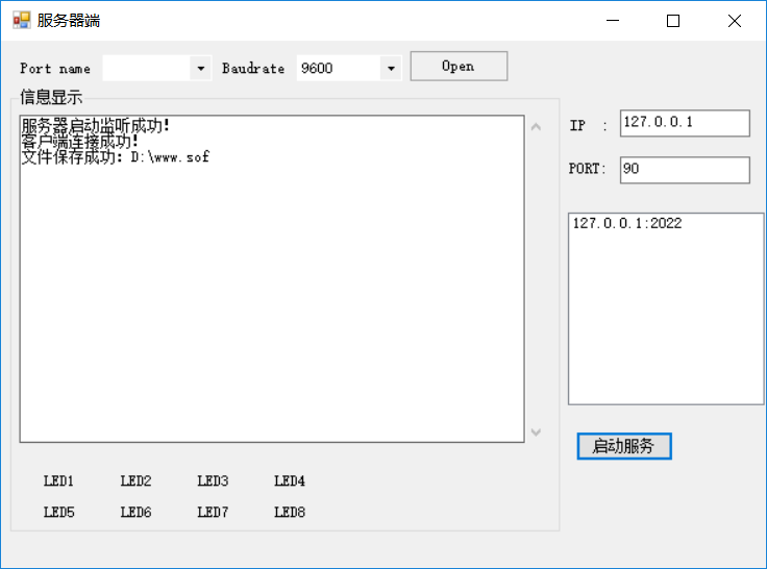 服务器端
Port name Baudrate 9600 Open
信息显示
服务器启动监听成功!
客户端连接成功!
文件保存成功: D:\www.sof
IP : 127.0.0.1
PORT: 90
127.0.0.1:2022
启动服务
LED1 LED2 LED3 LED4
LED5 LED6 LED7 LED8